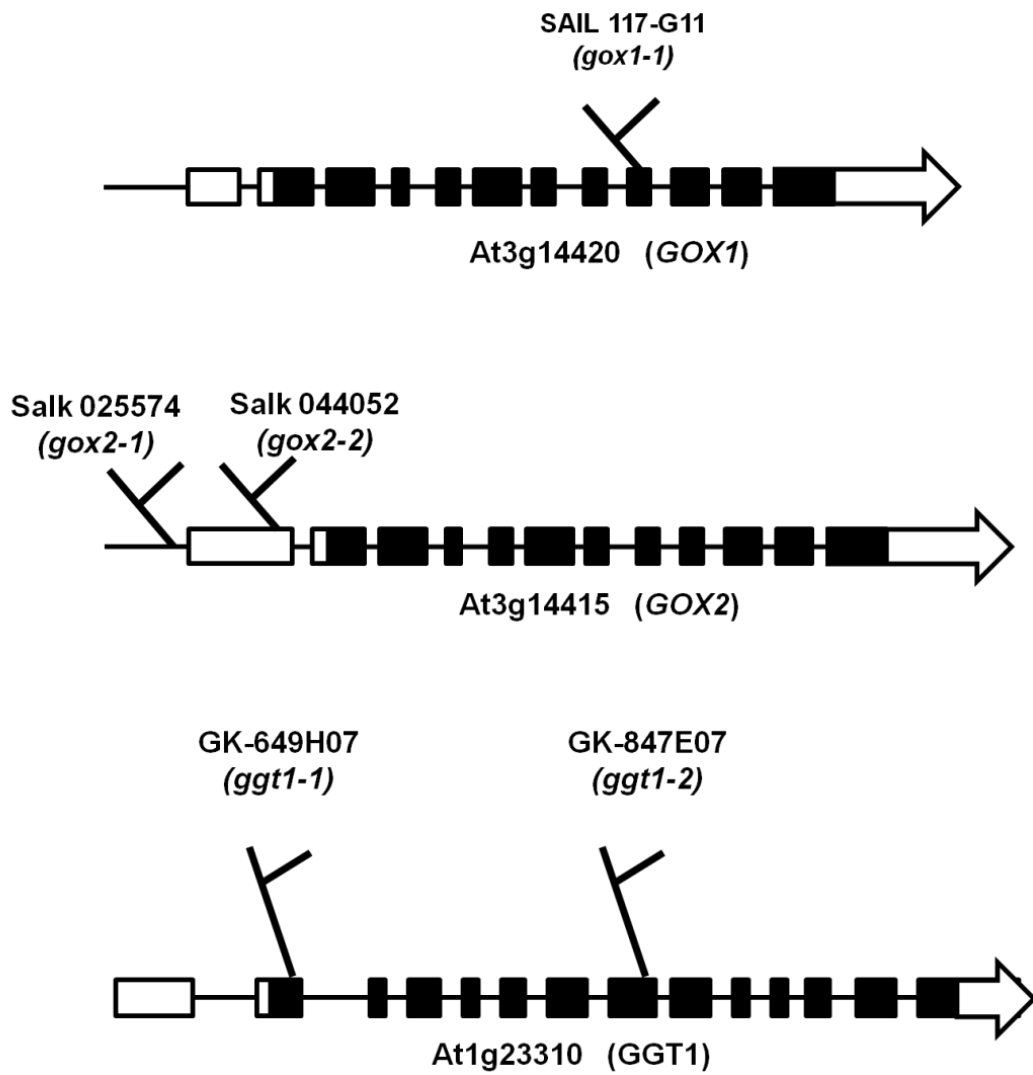 SAIL 117-G11
(gox1-1)
At3g14420 (GOX1)
Salk 025574
(gox2-1)
Salk 044052
(gox2-2)
At3g14415 (GOX2)
GK-649H07
(ggt1-1)
GK-847E07
(ggt1-2)
At1g23310 (GGT1)